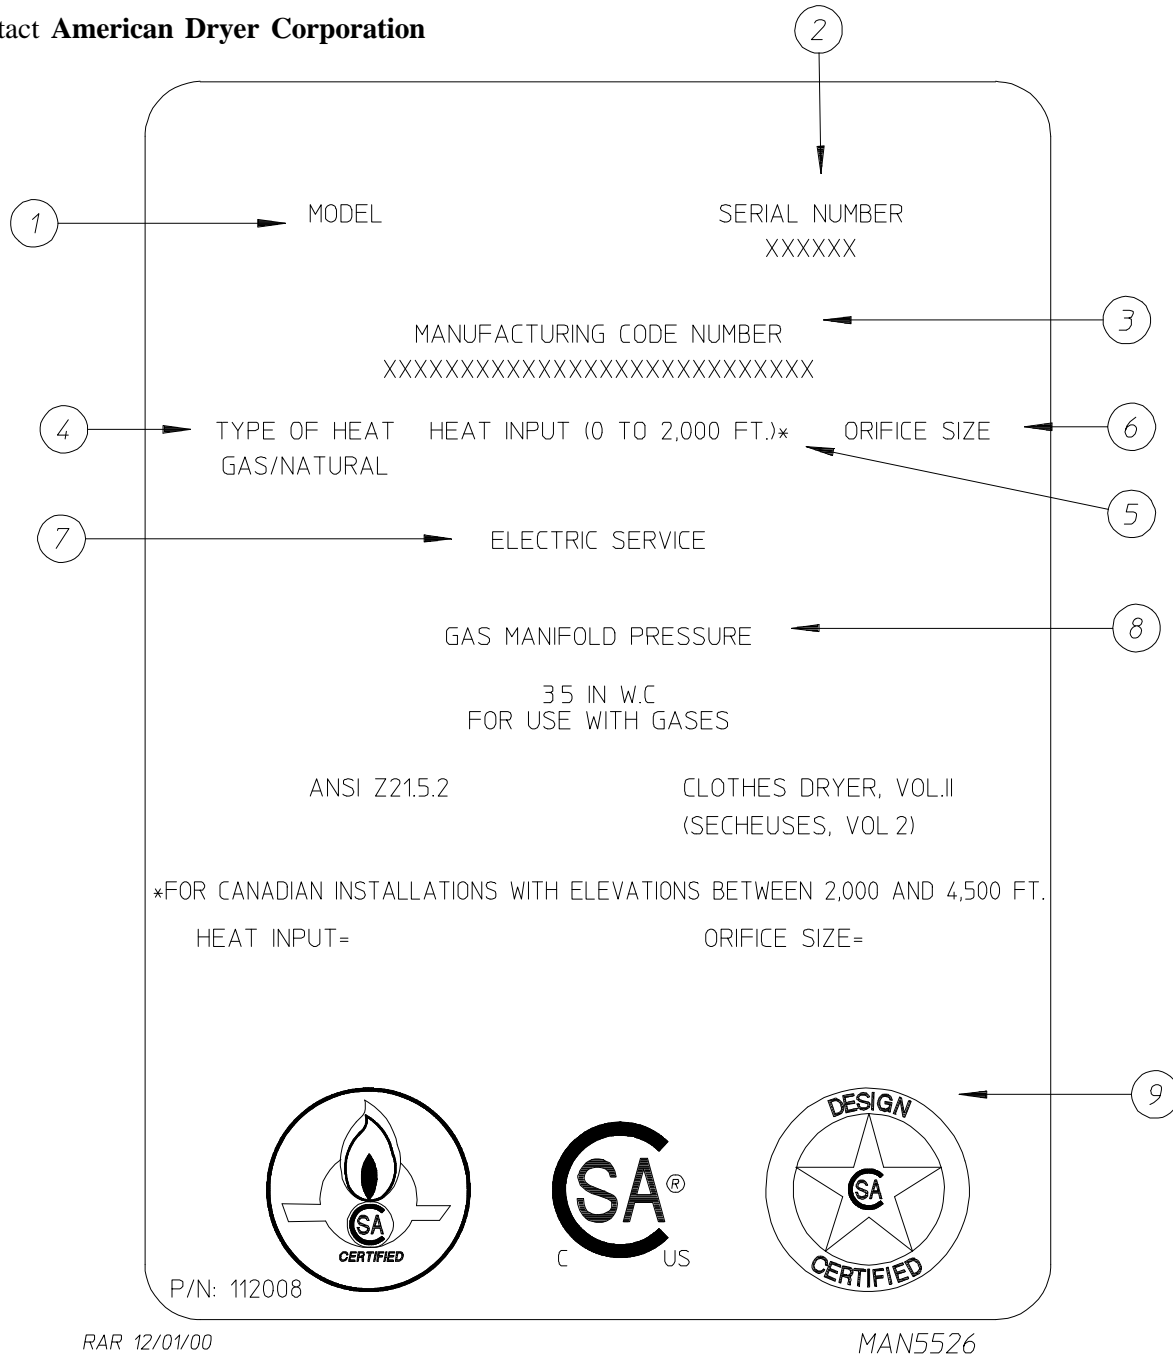 tact American Dryer Corporation
2
1
MODEL
SERIAL NUMBER
XXXXXX
3
MANUFACTURING CODE NUMBER
XXXXXXXXXXXXXXXXXXXXXXXXXXXX
4
TYPE OF HEAT HEAT INPUT (0 TO 2,000 FT.)* ORIFICE SIZE
6
GAS/NATURAL
5
7
ELECTRIC SERVICE
GAS MANIFOLD PRESSURE
8
3.5 IN W.C
FOR USE WITH GASES
ANSI Z21.5.2
CLOTHES DRYER, VOL.II
(SECHEUSES, VOL 2)
*FOR CANADIAN INSTALLATIONS WITH ELEVATIONS BETWEEN 2,000 AND 4,500 FT.
HEAT INPUT=
ORIFICE SIZE=
9
DESIGN
CSA
CERTIFIED
CSA®
C US
CSA
CERTIFIED
P/N: 112008
RAR 12/01/00
MAN5526